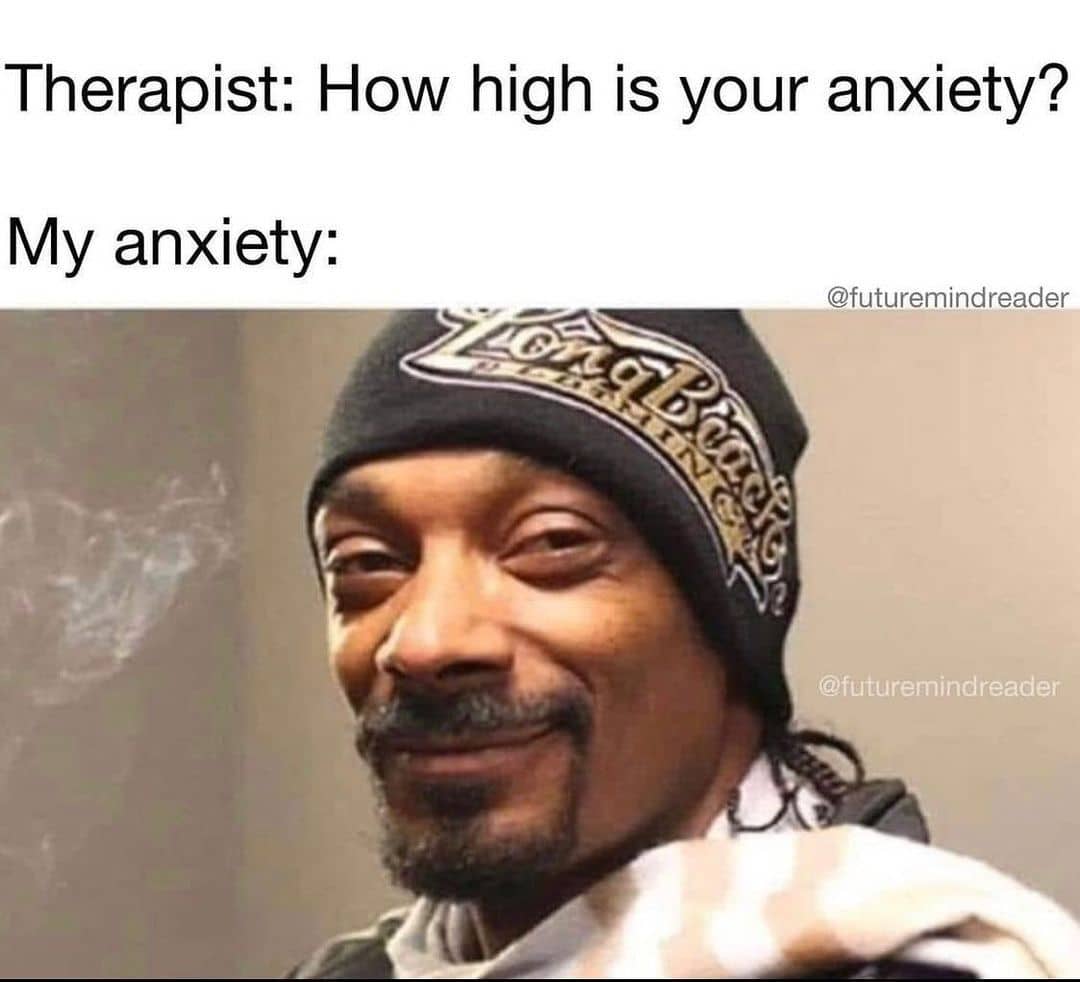 Therapist: How high is your anxiety?
My anxiety:
@futuremindreader
LongBeach
@futuremindreader